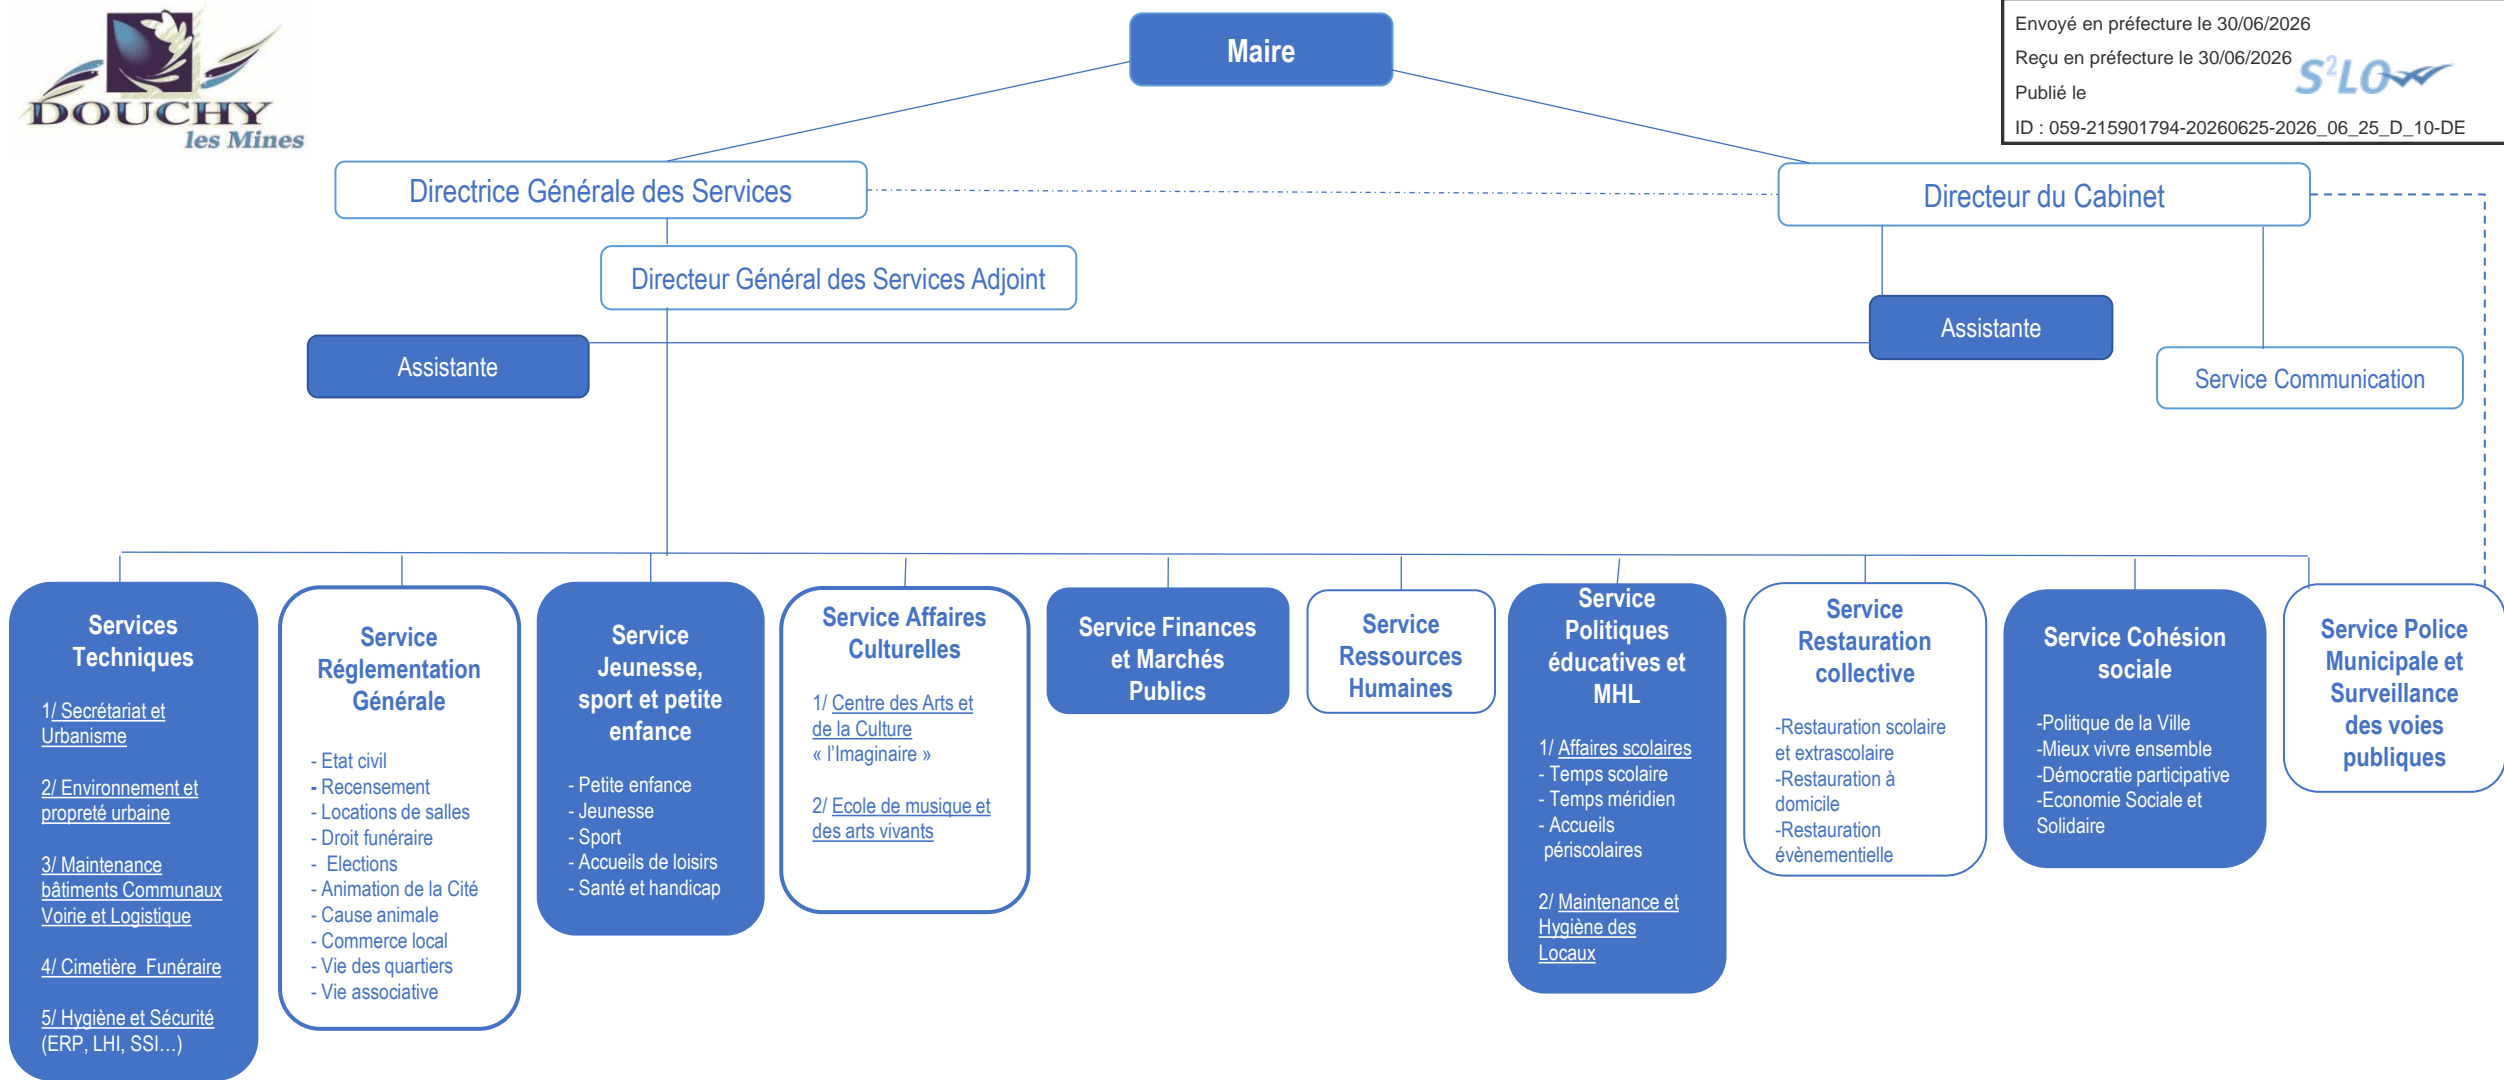 DOUCHY
les Mines
Maire
Envoyé en préfecture le 30/06/2026
Reçu en préfecture le 30/06/2026
S²LO
Publié le
ID : 059-215901794-20260625-2026_06_25_D_10-DE
Directrice Générale des Services
Directeur du Cabinet
Directeur Général des Services Adjoint
Assistante
Assistante
Service Communication
Services
Techniques
1/ Secrétariat et
Urbanisme
2/ Environnement et
propreté urbaine
3/ Maintenance
bâtiments Communaux
Voirie et Logistique
4/ Cimetière  Funéraire
5/ Hygiène et Sécurité
(ERP, LHI, SSI…)
Service
Réglementation
Générale
- Etat civil
- Recensement
- Locations de salles
- Droit funéraire
-  Elections
- Animation de la Cité
- Cause animale
- Commerce local
- Vie des quartiers
- Vie associative
Service
Jeunesse,
sport et petite
enfance
- Petite enfance
- Jeunesse
- Sport
- Accueils de loisirs
- Santé et handicap
Service Affaires
Culturelles
1/ Centre des Arts et
de la Culture
« l'Imaginaire »
2/ Ecole de musique et
des arts vivants
Service Finances
et Marchés
Publics
Service
Ressources
Humaines
Service
Politiques
éducatives et
MHL
1/ Affaires scolaires
- Temps scolaire
- Temps méridien
- Accueils
périscolaires
2/ Maintenance et
Hygiène des
Locaux
Service
Restauration
collective
-Restauration scolaire
et extrascolaire
-Restauration à
domicile
-Restauration
évènementielle
Service Cohésion
sociale
-Politique de la Ville
-Mieux vivre ensemble
-Démocratie participative
-Economie Sociale et
Solidaire
Service Police
Municipale et
Surveillance
des voies
publiques